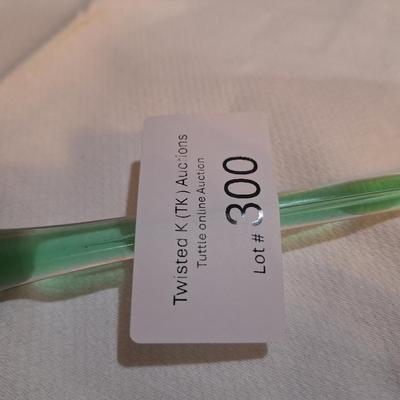 Twisted K (TK) Auctions
Tuttle online Auction
Lot # 300